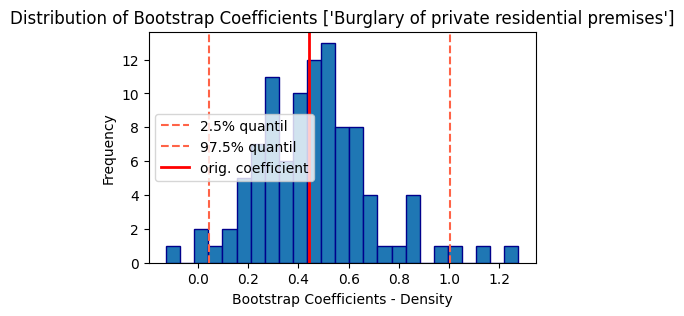 Distribution of Bootstrap Coefficients ['Burglary of private residential premises']
12
10
8
6
4
2
0
Frequency
2.5% quantil
97.5% quantil
orig. coefficient
0.0 0.2 0.4 0.6 0.8 1.0 1.2
Bootstrap Coefficients - Density